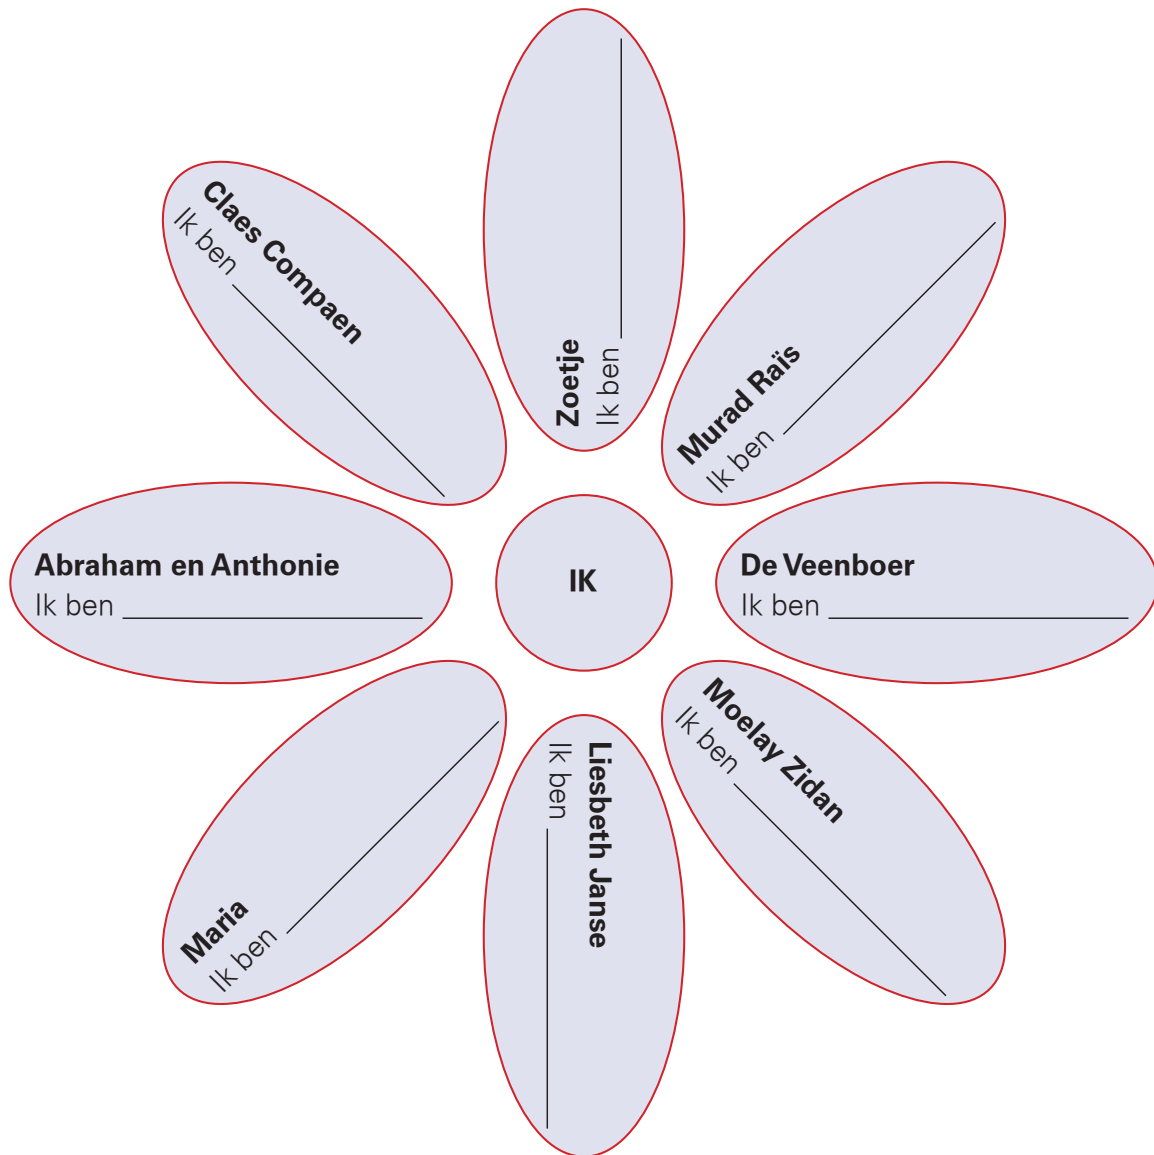 Zoetje
Ik ben
Murad Raïs
Ik ben
De Veenboer
Ik ben
Moelay Zidan
Ik ben
Liesbeth Janse
Ik ben
Maria
Ik ben
Abraham en Anthonie
Ik ben
Claes Compaen
Ik ben
IK